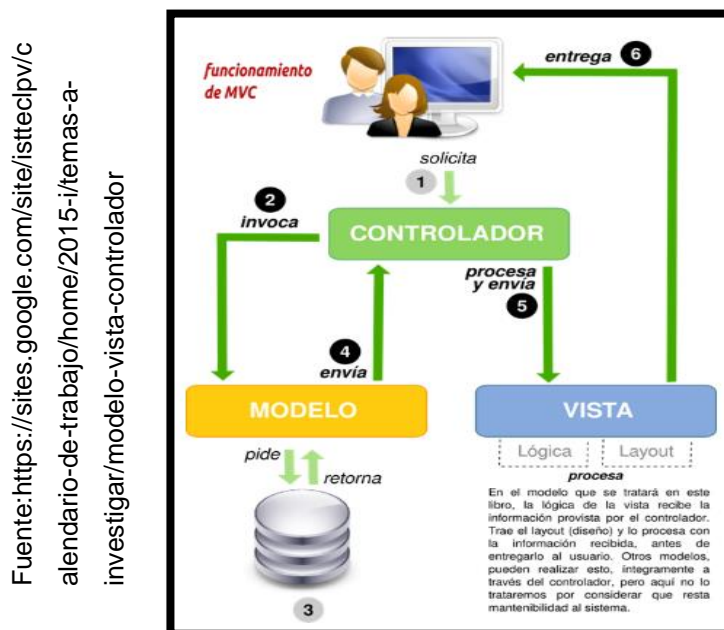 Fuente:https://sites.google.com/site/istteclpv/c
alendario-de-trabajo/home/2015-i/temas-a-
investigar/modelo-vista-controlador
funcionamiento
de MVC
entrega 6
solicita
1
2
invoca
CONTROLADOR
procesa
y envía
5
4
envía
MODELO
VISTA
pide
retorna
Lógica
Layout
procesa
3
En el modelo que se tratará en este
libro, la lógica de la vista recibe la
información provista por el controlador.
Trae el layout (diseño) y lo procesa con
la información recibida, antes de
entregarlo al usuario. Otros modelos,
pueden realizar esto, íntegramente a
través del controlador, pero aquí no lo
trataremos por considerar que resta
mantenibilidad al sistema.